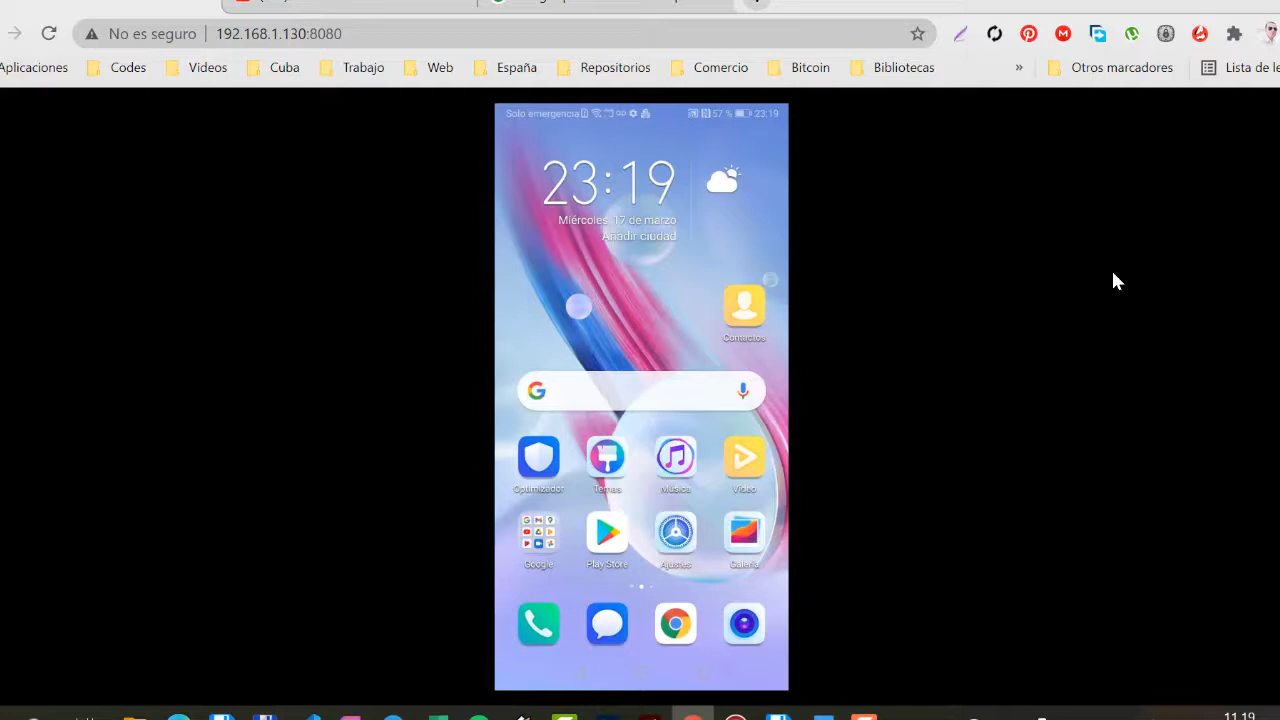 No es seguro 192.168.1.130:8080
Aplicaciones Codes Videos Cuba Trabajo Web España Repositorios Comercio Bitcoin Bibliotecas » Otros marcadores Lista de le
Solo emergencia 57 % 23:19
23:19
Miércoles, 17 de marzo
Añadir ciudad
Contactos
Optimizador Temas Música Vídeo
Google Play Store Ajustes Galería
11:19